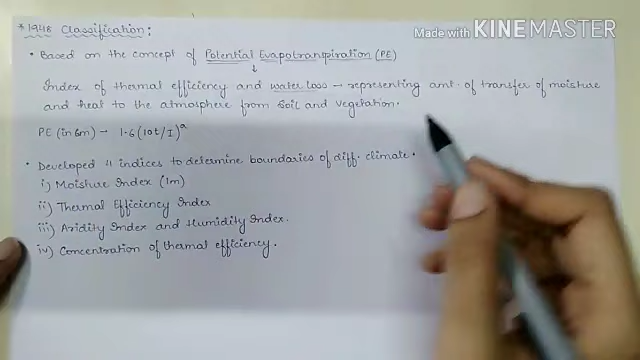 Made with KINEMASTER
* 1948 Classification:
• Based on the concept of Potential Evapotranspiration (PE)
↓
Index of thermal efficiency and water loss → representing amt. of transfer of moisture
and heat to the atmosphere from soil and vegetation.
PE (in cm) → 1.6 (10t/I)ᵃ
• Developed 4 indices to determine boundaries of diff. climate.
i) Moisture Index (Im)
ii) Thermal Efficiency Index
iii) Aridity Index and Humidity Index.
iv) Concentration of thermal efficiency.